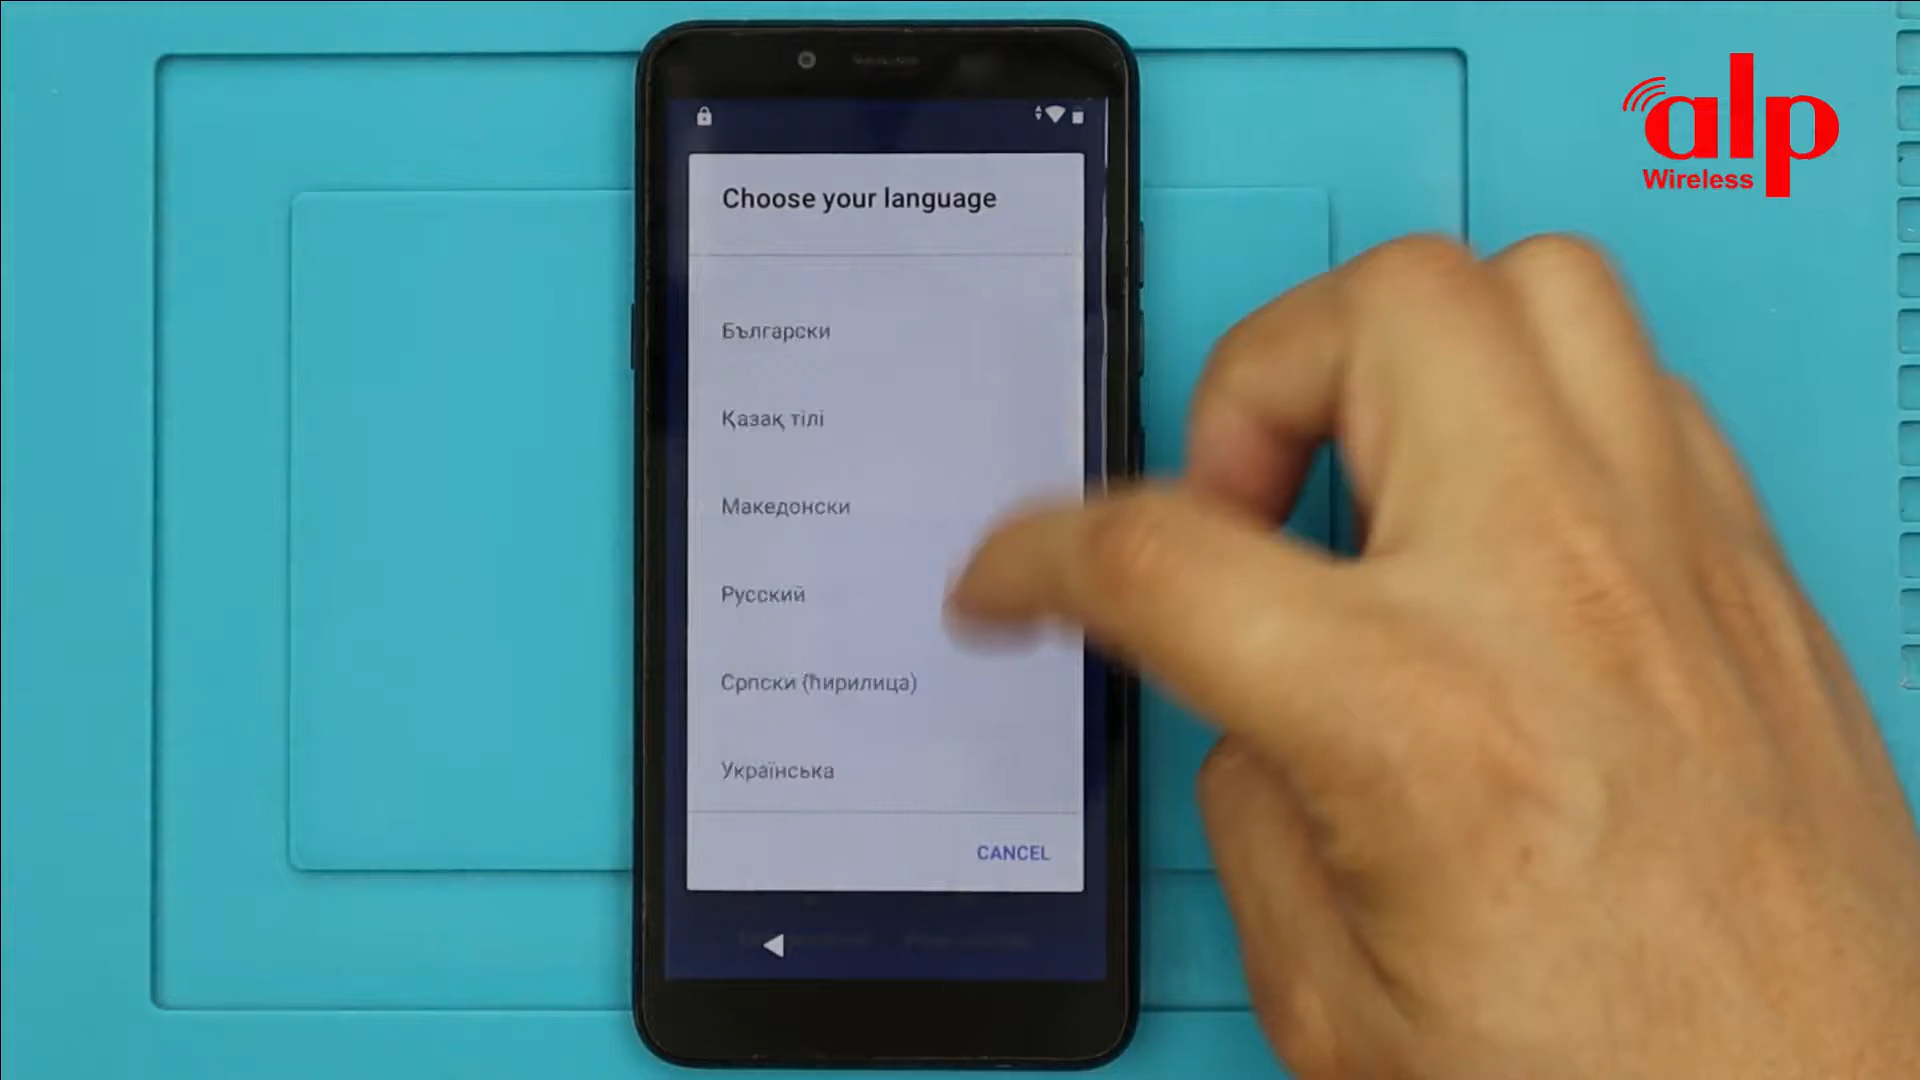 Choose your language
Български
Қазақ тілі
Македонски
Русский
Српски (ћирилица)
Українська
CANCEL
alp
Wireless